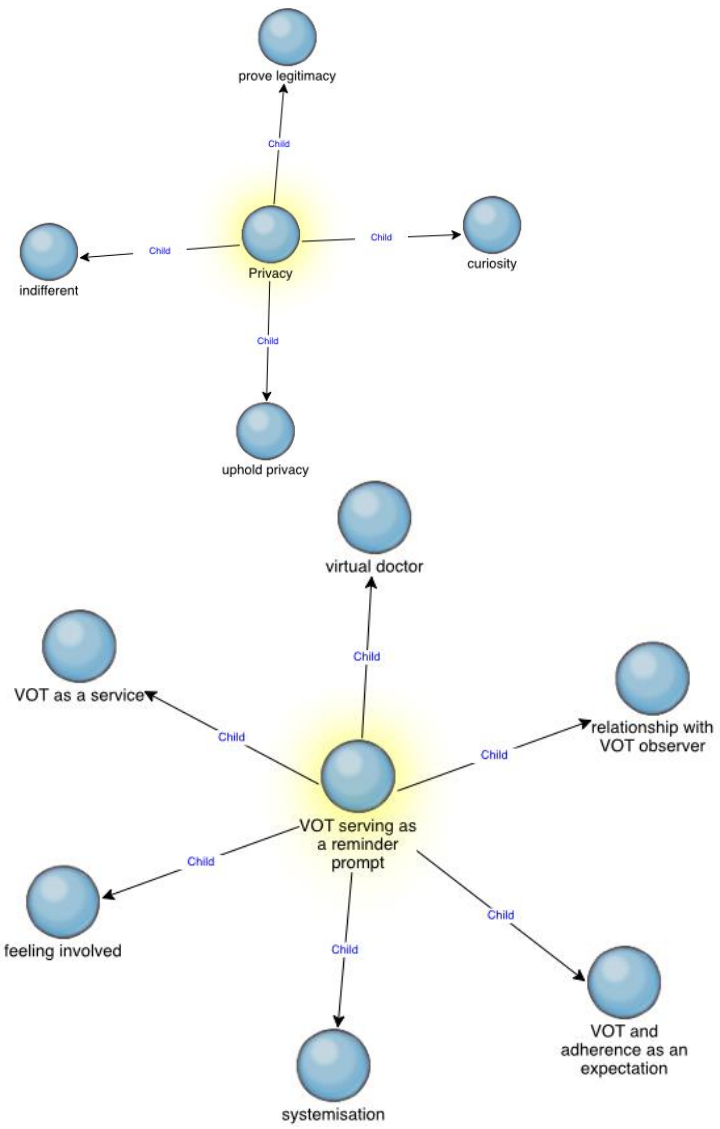 prove legitimacy
Child
Child
Child
indifferent
Privacy
curiosity
Child
uphold privacy
virtual doctor
Child
VOT as a service
relationship with
VOT observer
Child
Child
VOT serving as
a reminder
prompt
Child
Child
feeling involved
Child
VOT and
adherence as an
expectation
systemisation